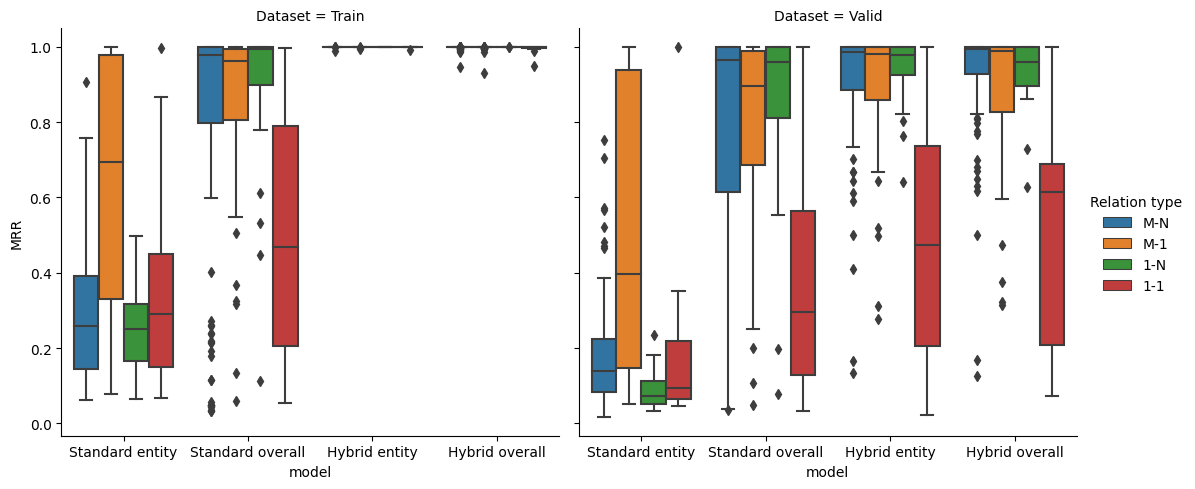 Dataset = Train
Dataset = Valid
MRR
1.0
0.8
0.6
0.4
0.2
0.0
Standard entity
Standard overall
Hybrid entity
Hybrid overall
model
Standard entity
Standard overall
Hybrid entity
Hybrid overall
model
Relation type
M-N
M-1
1-N
1-1